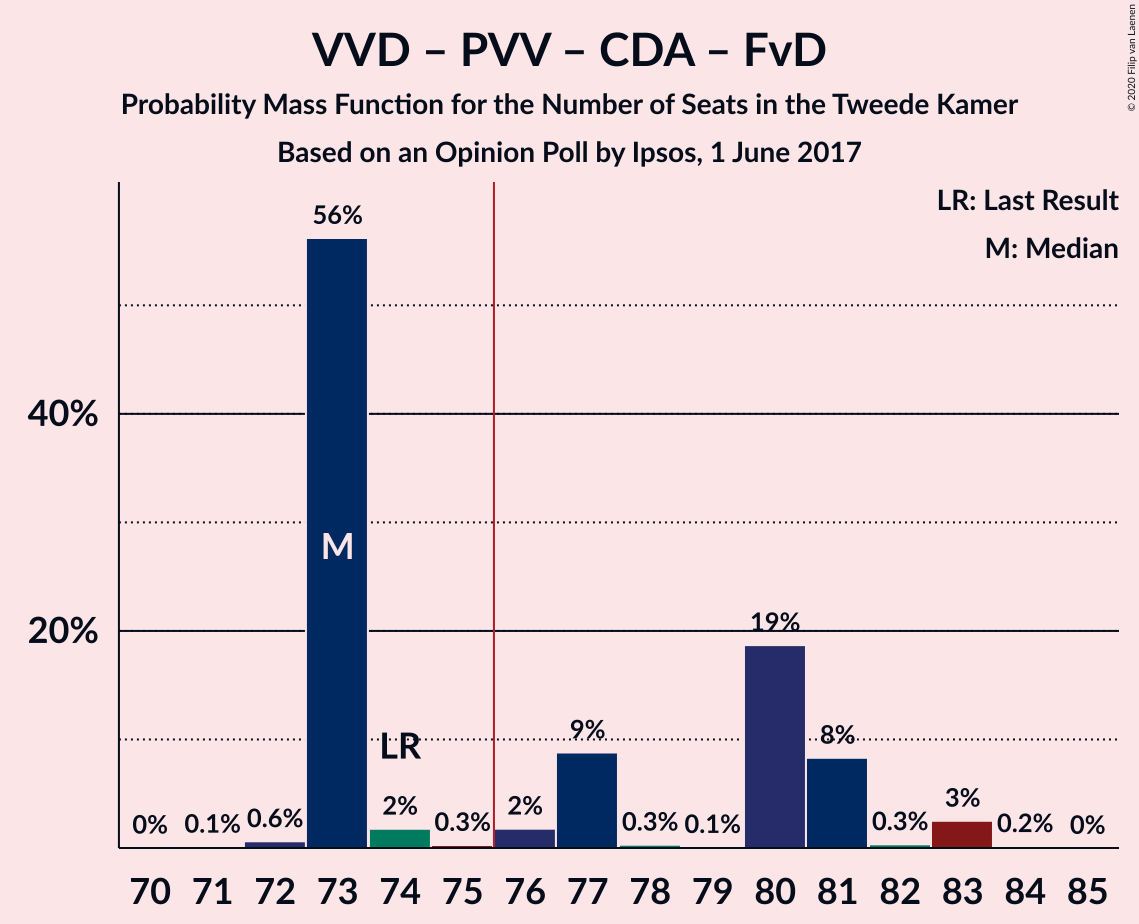 VVD – PVV – CDA – FvD
Probability Mass Function for the Number of Seats in the Tweede Kamer
Based on an Opinion Poll by Ipsos, 1 June 2017
© 2020 Filip van Laenen
LR: Last Result
M: Median
56%
40%
M
20%
19%
LR
9%
8%
0%
0.1%
0.6%
2%
0.3%
2%
0.3%
0.1%
0.3%
3%
0.2%
0%
70 71 72 73 74 75 76 77 78 79 80 81 82 83 84 85